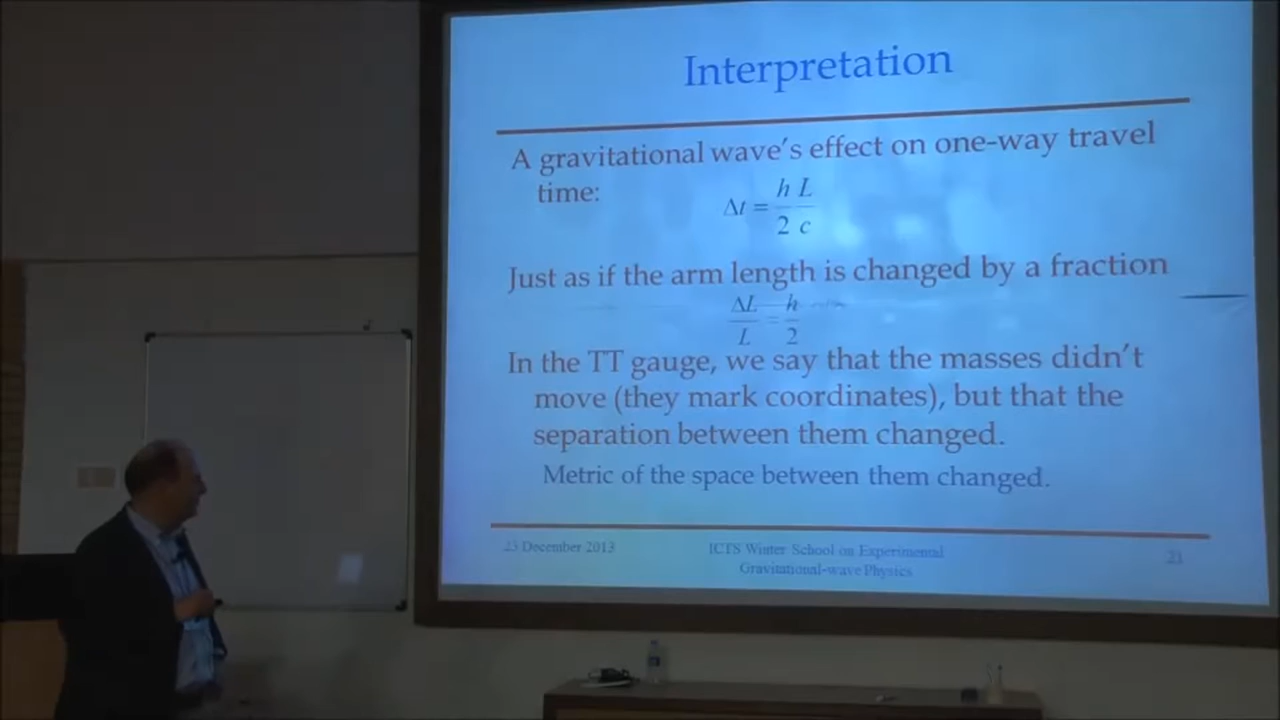 Interpretation
A gravitational wave's effect on one-way travel
time:
Δt = h/2 L/c
Just as if the arm length is changed by a fraction
ΔL/L = h/2
In the TT gauge, we say that the masses didn't
move (they mark coordinates), but that the
separation between them changed.
Metric of the space between them changed.
23 December 2013
ICTS Winter School on Experimental
Gravitational-wave Physics
21